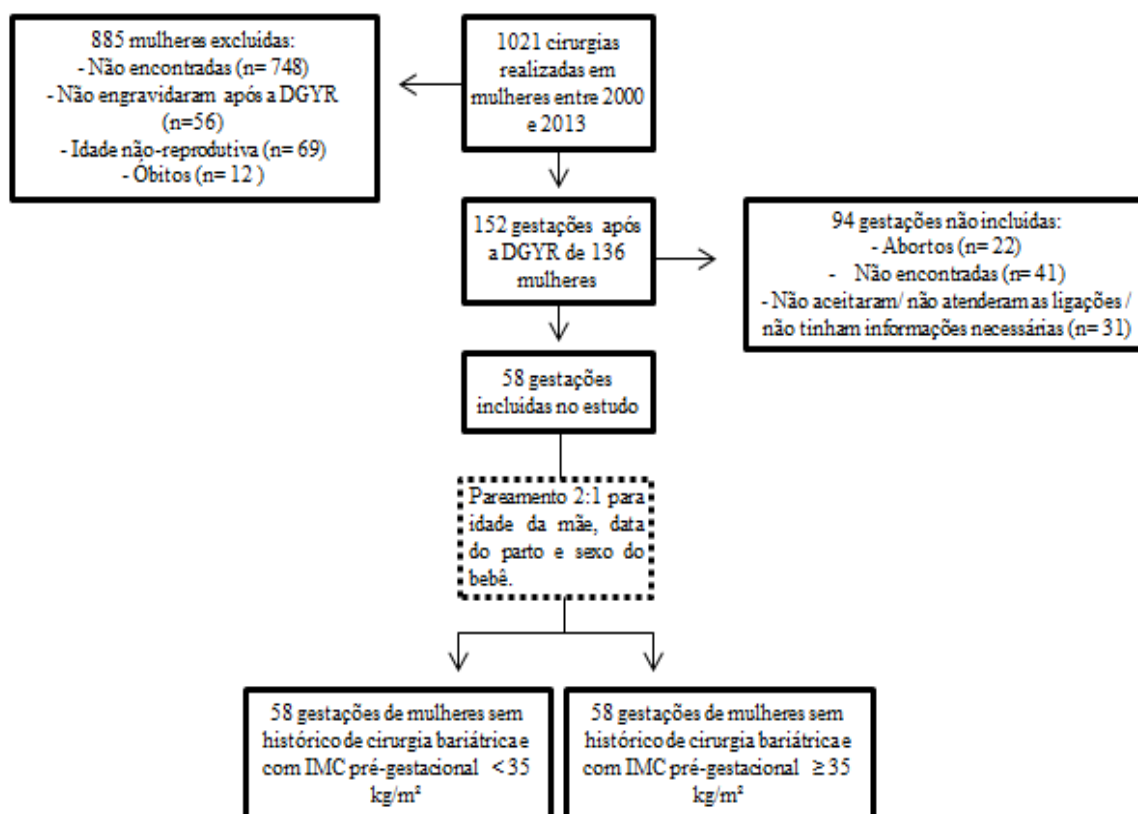 885 mulheres excluídas:
- Não encontradas (n= 748)
- Não engravidaram após a DGYR
(n=56)
- Idade não-reprodutiva (n= 69)
- Óbitos (n= 12 )
1021 cirurgias
realizadas em
mulheres entre 2000
e 2013
152 gestações após
a DGYR de 136
mulheres
94 gestações não incluídas:
- Abortos (n= 22)
- Não encontradas (n= 41)
- Não aceitaram/ não atenderam as ligações /
não tinham informações necessárias (n= 31)
58 gestações
incluídas no estudo
Pareamento 2:1 para
idade da mãe, data
do parto e sexo do
bebê.
58 gestações de mulheres sem
histórico de cirurgia bariátrica e
com IMC pré-gestacional < 35
kg/m²
58 gestações de mulheres sem
histórico de cirurgia bariátrica e
com IMC pré-gestacional ≥ 35
kg/m²